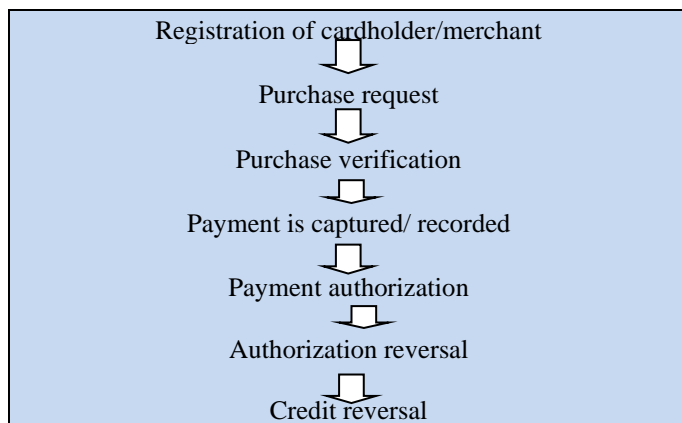 Registration of cardholder/merchant
Purchase request
Purchase verification
Payment is captured/ recorded
Payment authorization
Authorization reversal
Credit reversal